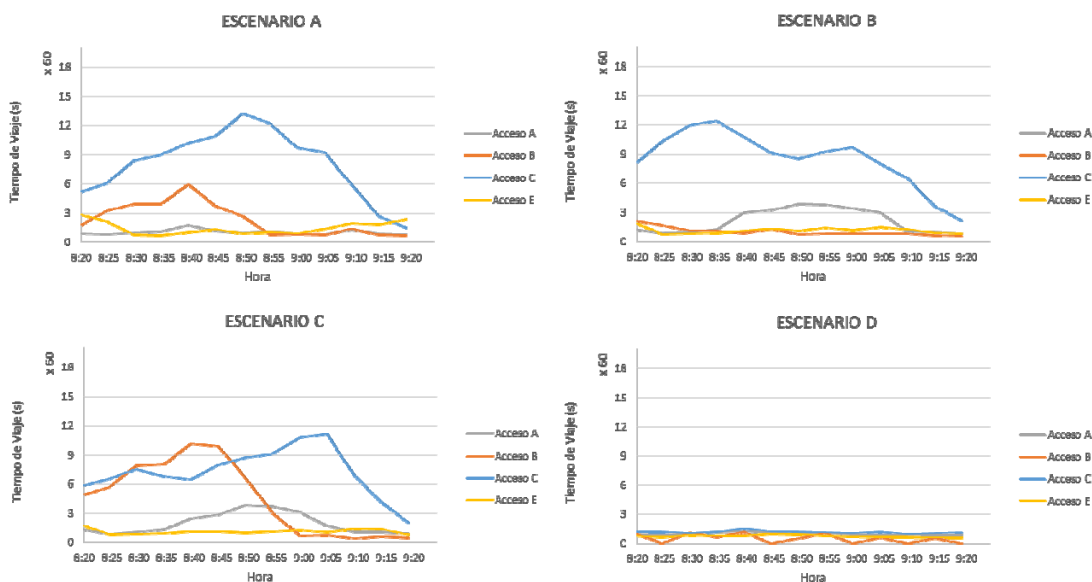 ESCENARIO A
x 60
Tiempo de Viaje (s)
18
15
12
9
6
3
0
8:20 8:25 8:30 8:35 8:40 8:45 8:50 8:55 9:00 9:05 9:10 9:15 9:20
Hora
Acceso A
Acceso B
Acceso C
Acceso E
ESCENARIO B
x 60
Tiempo de Viaje (s)
18
15
12
9
6
3
0
8:20 8:25 8:30 8:35 8:40 8:45 8:50 8:55 9:00 9:05 9:10 9:15 9:20
Hora
Acceso A
Acceso B
Acceso C
Acceso E
ESCENARIO C
x 60
Tiempo de Viaje (s)
18
15
12
9
6
3
0
8:20 8:25 8:30 8:35 8:40 8:45 8:50 8:55 9:00 9:05 9:10 9:15 9:20
Hora
Acceso A
Acceso B
Acceso C
Acceso E
ESCENARIO D
x 60
Tiempo de Viaje (s)
18
15
12
9
6
3
0
8:20 8:25 8:30 8:35 8:40 8:45 8:50 8:55 9:00 9:05 9:10 9:15 9:20
Hora
Acceso A
Acceso B
Acceso C
Acceso E